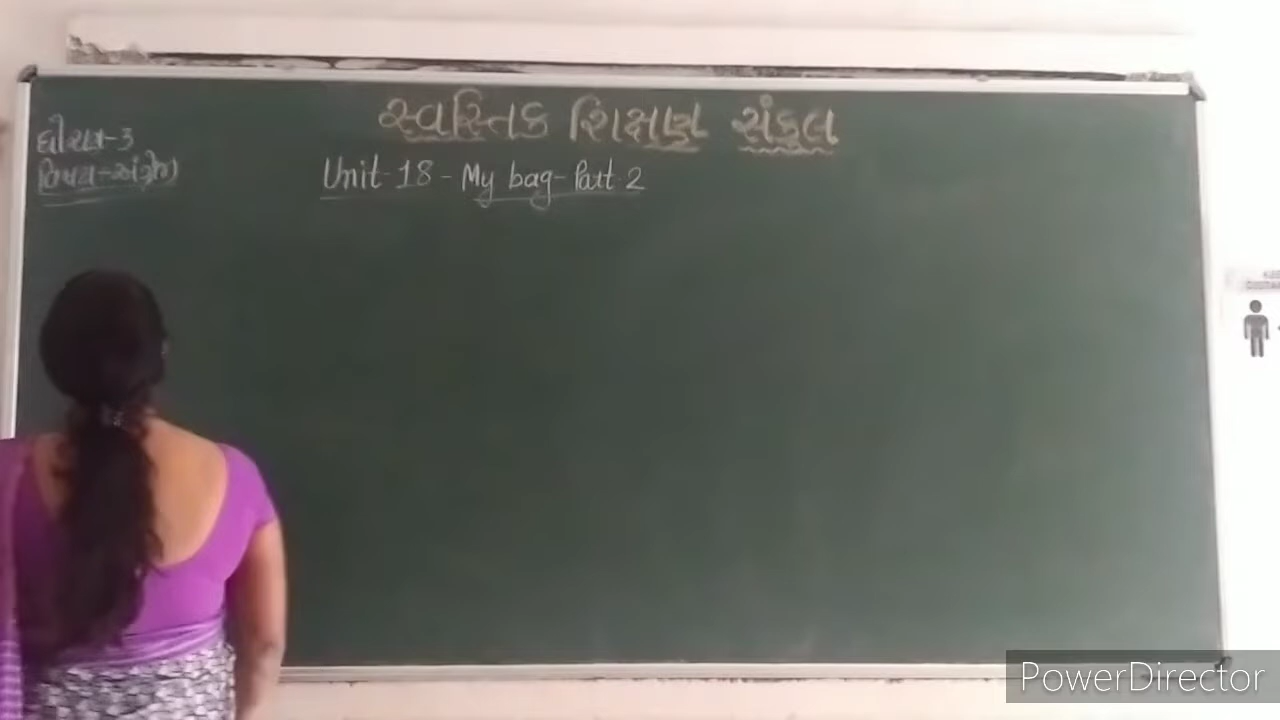 સ્વસ્તિક શિક્ષણ સંકુલ
ધોરણ-3
વિષય-અંગ્રેજી
Unit-18 - My bag- Part 2
PowerDirector